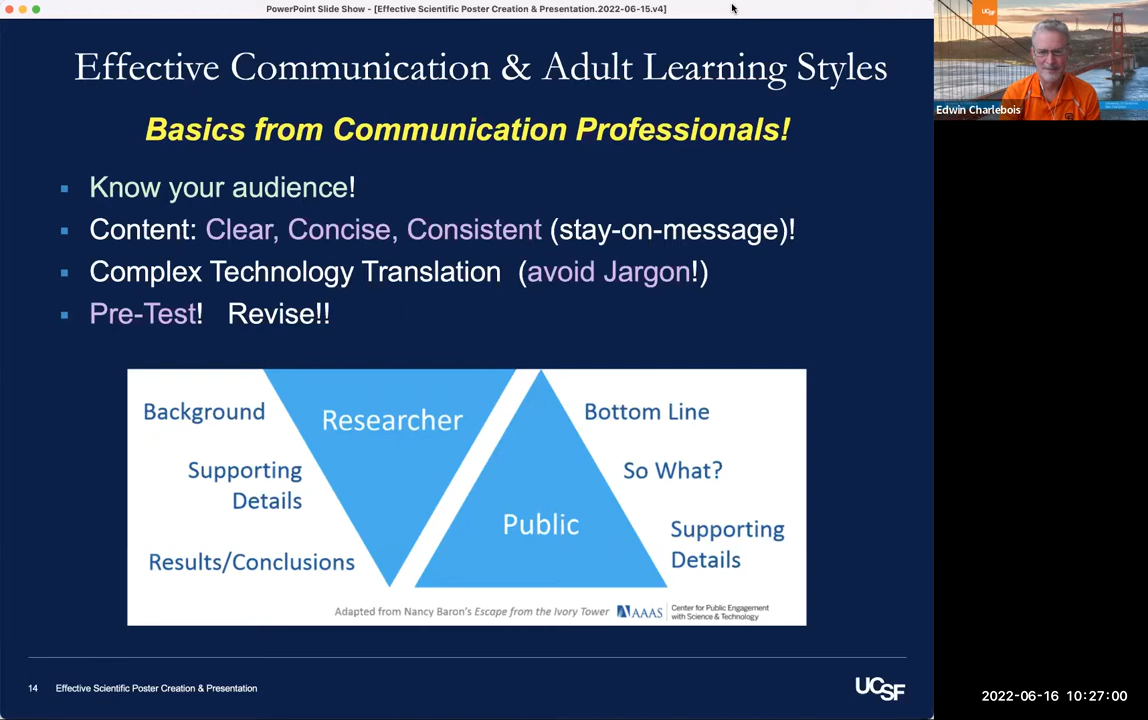 PowerPoint Slide Show - [Effective Scientific Poster Creation & Presentation.2022-06-15.v4]
UCSF
Edwin Charlebois
Effective Communication & Adult Learning Styles
Basics from Communication Professionals!
Know your audience!
Content: Clear, Concise, Consistent (stay-on-message)!
Complex Technology Translation (avoid Jargon!)
Pre-Test! Revise!!
Background
Supporting
Details
Results/Conclusions
Researcher
Public
Bottom Line
So What?
Supporting
Details
Adapted from Nancy Baron's Escape from the Ivory Tower
AAAS
Center for Public Engagement
with Science & Technology
14 Effective Scientific Poster Creation & Presentation
UCSF
2022-06-16 10:27:00